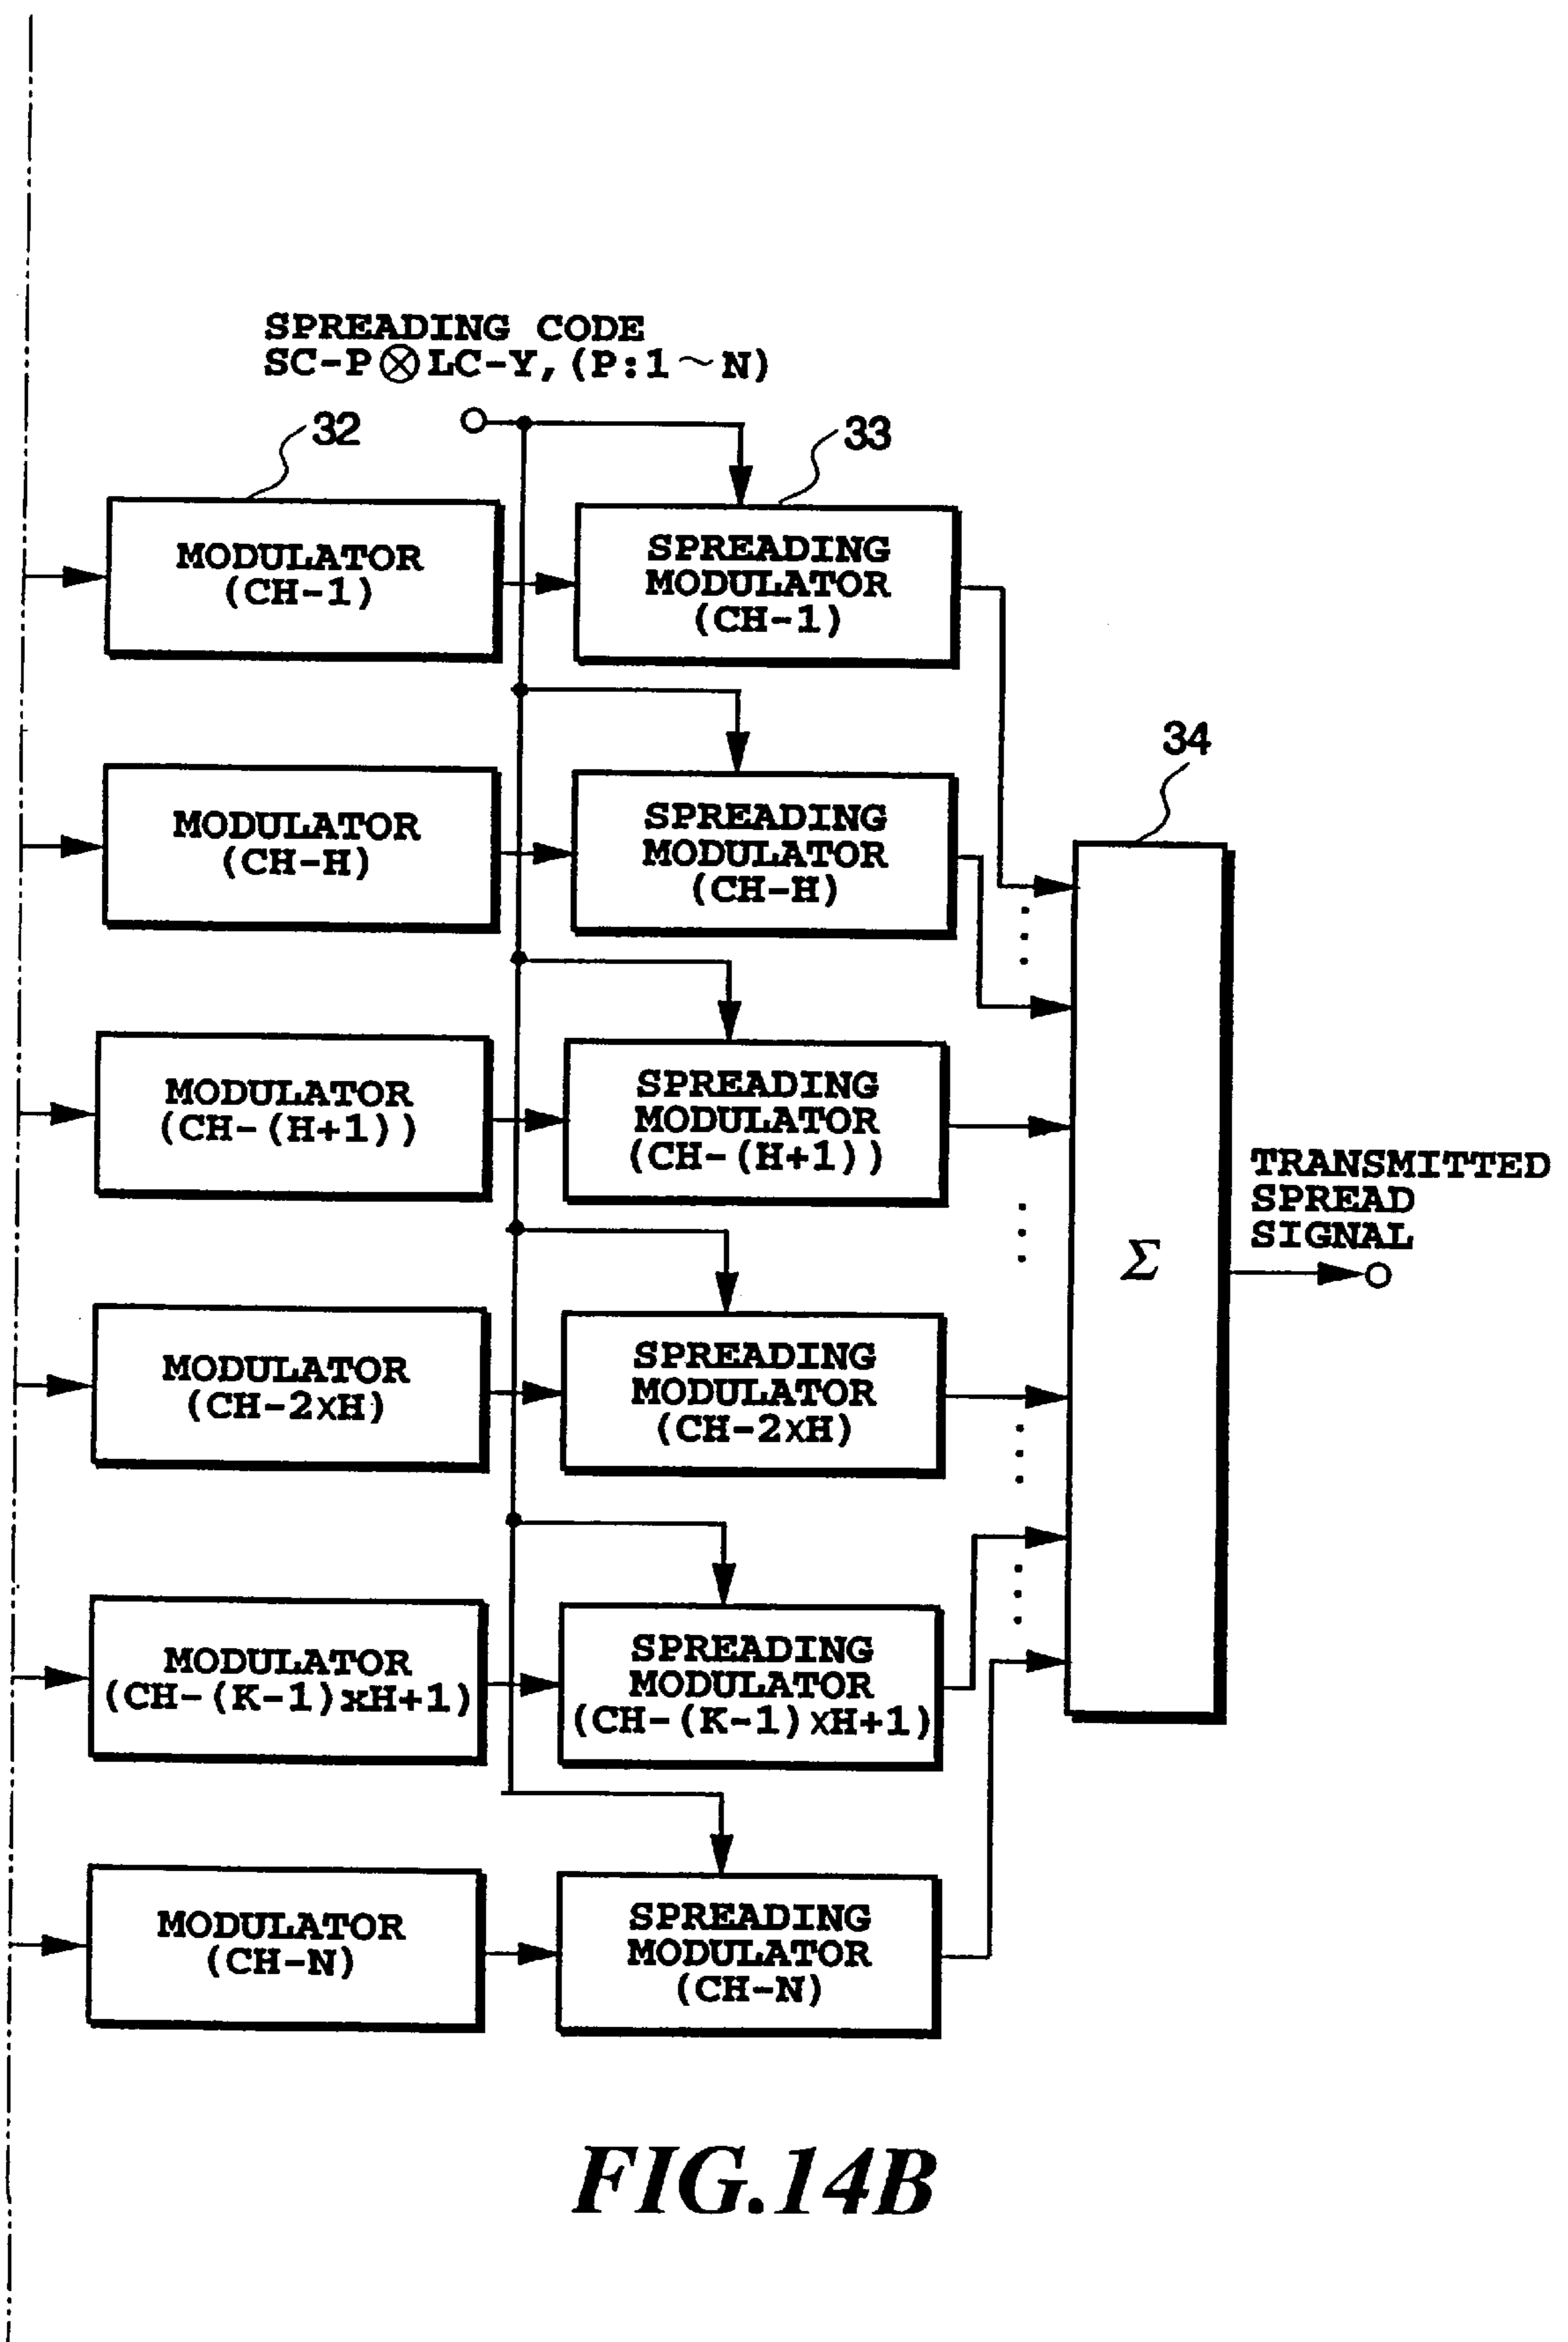 SPREADING CODE
SC-P⊗LC-Y, (P:1～N)
32
33
MODULATOR
(CH-1)
SPREADING
MODULATOR
(CH-1)
34
MODULATOR
(CH-H)
SPREADING
MODULATOR
(CH-H)
MODULATOR
(CH-(H+1))
SPREADING
MODULATOR
(CH-(H+1))
TRANSMITTED
SPREAD
SIGNAL
Σ
MODULATOR
(CH-2xH)
SPREADING
MODULATOR
(CH-2xH)
MODULATOR
(CH-(K-1)xH+1)
SPREADING
MODULATOR
(CH-(K-1)xH+1)
MODULATOR
(CH-N)
SPREADING
MODULATOR
(CH-N)
FIG.14B